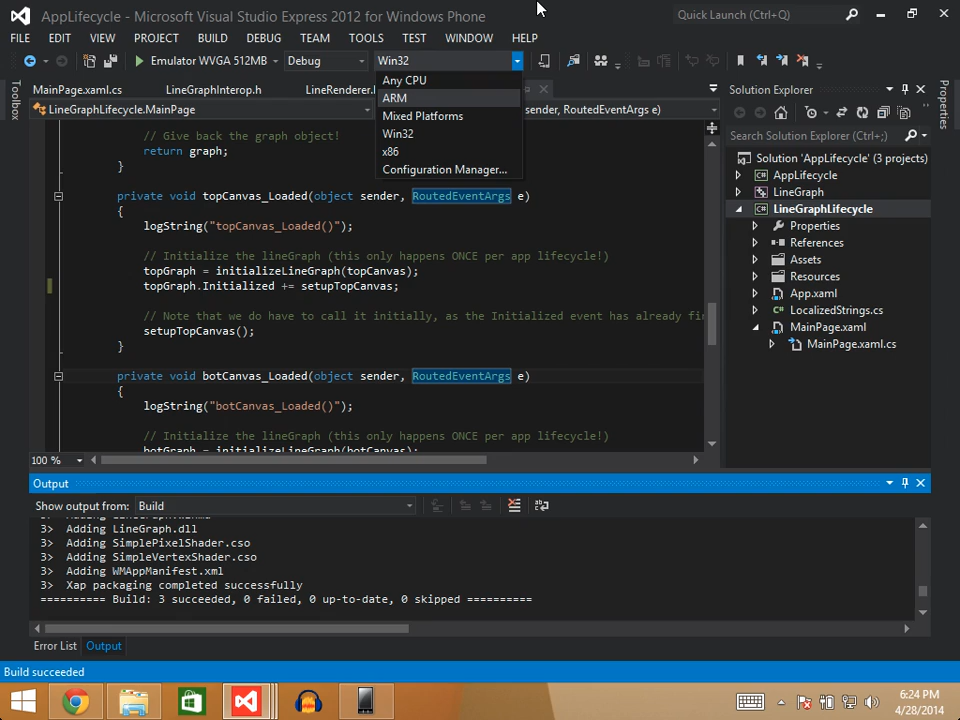 AppLifecycle - Microsoft Visual Studio Express 2012 for Windows Phone
Quick Launch (Ctrl+Q)
FILE EDIT VIEW PROJECT BUILD DEBUG TEAM TOOLS TEST WINDOW HELP
Emulator WVGA 512MB Debug Win32
Any CPU
ARM
Mixed Platforms
Win32
x86
Configuration Manager...
Toolbox
MainPage.xaml.cs LineGraphInterop.h LineRenderer.
LineGraphLifecycle.MainPage
sender, RoutedEventArgs e)
// Give back the graph object!
return graph;
}
private void topCanvas_Loaded(object sender, RoutedEventArgs e)
{
logString("topCanvas_Loaded()");
// Initialize the lineGraph (this only happens ONCE per app lifecycle!)
topGraph = initializeLineGraph(topCanvas);
topGraph.Initialized += setupTopCanvas;
// Note that we do have to call it initially, as the Initialized event has already fi
setupTopCanvas();
}
private void botCanvas_Loaded(object sender, RoutedEventArgs e)
{
logString("botCanvas_Loaded()");
// Initialize the lineGraph (this only happens ONCE per app lifecycle!)
botGraph = initializeLineGraph(botCanvas);
100 %
Solution Explorer
Search Solution Explorer (Ctrl+;)
Solution 'AppLifecycle' (3 projects)
AppLifecycle
LineGraph
LineGraphLifecycle
Properties
References
Assets
Resources
App.xaml
LocalizedStrings.cs
MainPage.xaml
MainPage.xaml.cs
Properties
Output
Show output from: Build
3> Adding LineGraph.dll
3> Adding SimplePixelShader.cso
3> Adding SimpleVertexShader.cso
3> Adding WMAppManifest.xml
3> Xap packaging completed successfully
========== Build: 3 succeeded, 0 failed, 0 up-to-date, 0 skipped ==========
Error List Output
Build succeeded
6:24 PM
4/28/2014